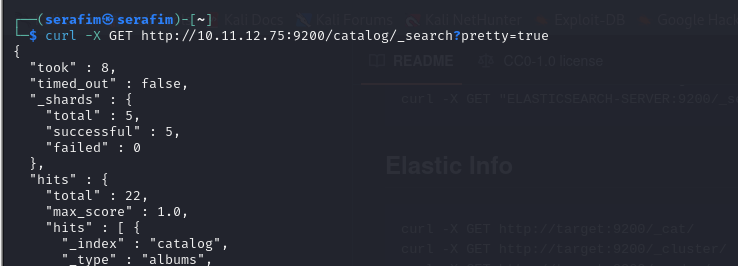 Kali Docs Kali Forums Kali NetHunter Exploit-DB Google Hack
┌──(serafim㉿serafim)-[~]
└─$ curl -X GET http://10.11.12.75:9200/catalog/_search?pretty=true
{
README CC0-1.0 license
  "took" : 8,
  "timed_out" : false,
  "_shards" : {
curl -X GET "ELASTICSEARCH-SERVER:9200/
    "total" : 5,
    "successful" : 5,
    "failed" : 0
  },
Elastic Info
  "hits" : {
    "total" : 22,
    "max_score" : 1.0,
    "hits" : [ {
curl -X GET http://target:9200/_cat/
      "_index" : "catalog",
curl -X GET http://target:9200/_cluster/
      "_type" : "albums",